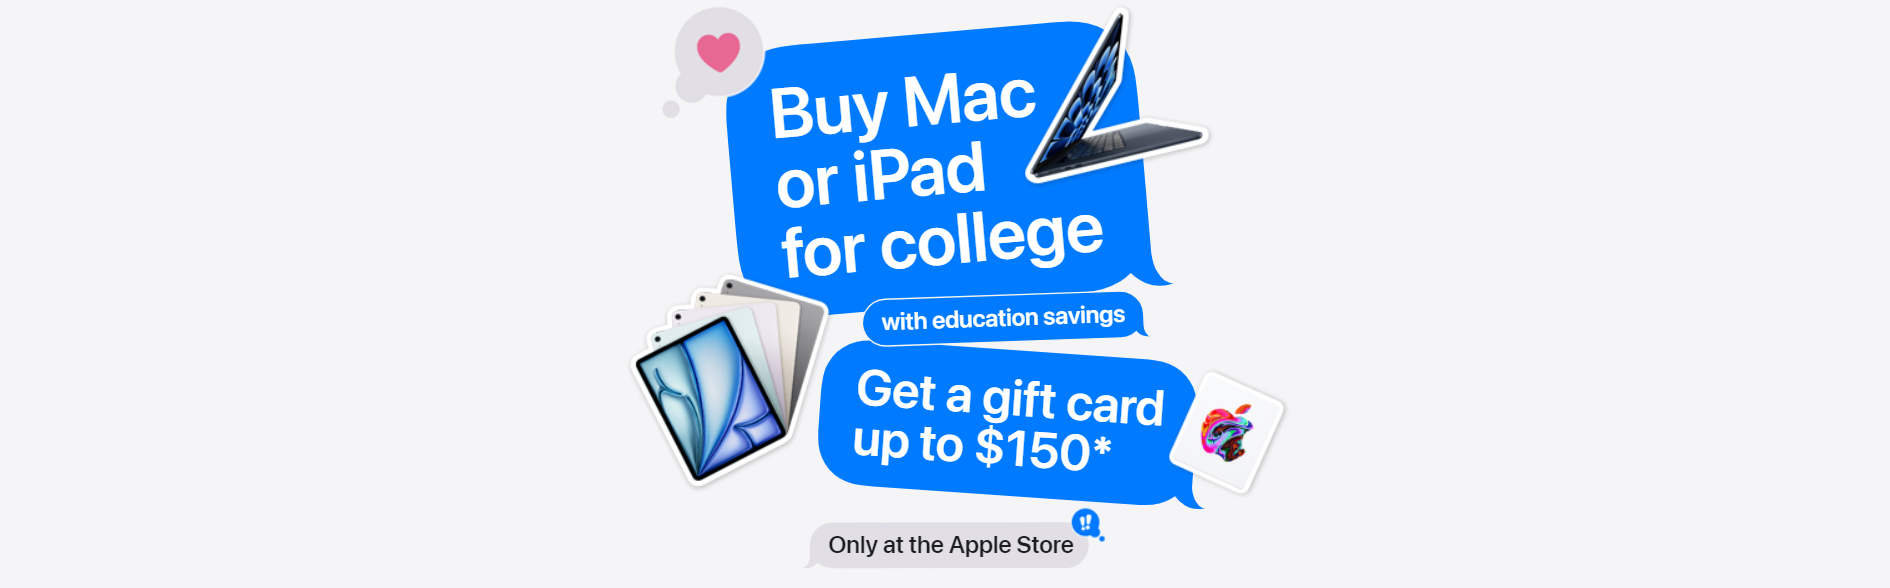 Buy Mac
or iPad
for college
with education savings
Get a gift card
up to $150*
Only at the Apple Store
!!